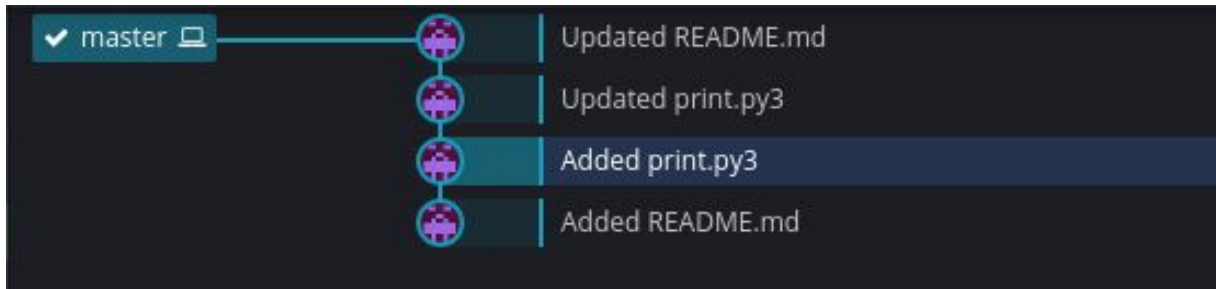 master Updated README.md
Updated print.py3
Added print.py3
Added README.md